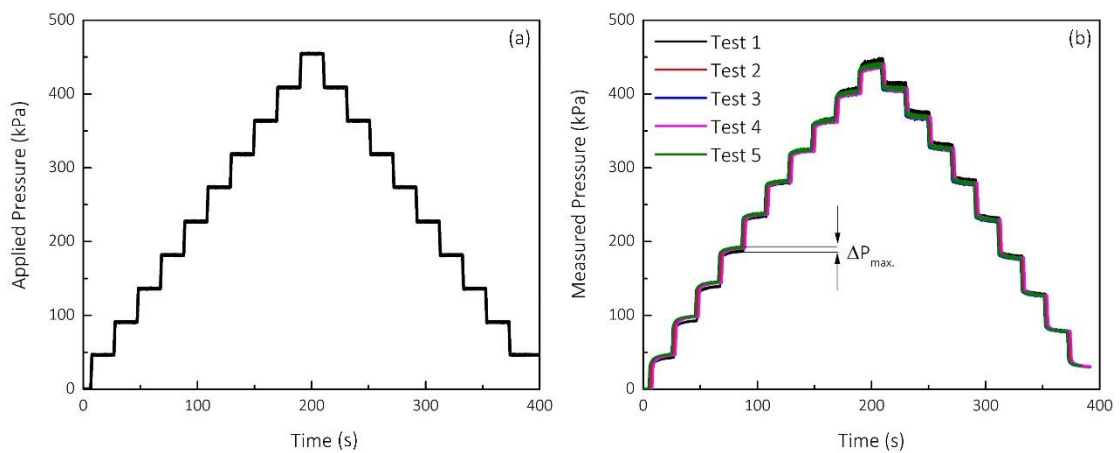 500
(a)
400
300
200
100
0
Applied Pressure (kPa)
0 100 200 300 400
Time (s)
500
(b)
Test 1
Test 2
Test 3
Test 4
Test 5
400
300
200
100
0
Measured Pressure (kPa)
ΔPmax.
0 100 200 300 400
Time (s)